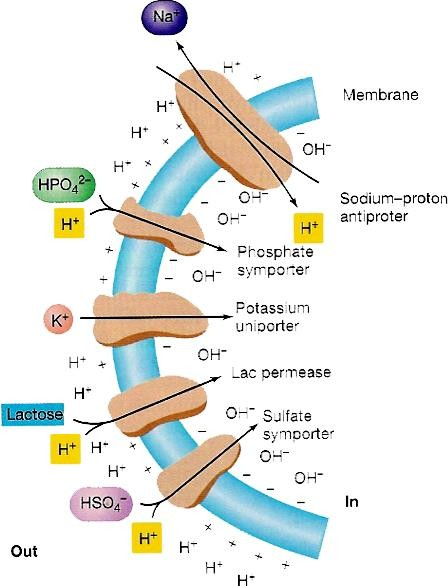 Na⁺
H⁺
+
Membrane
H⁺
+
H⁺
+
−
OH⁻
H⁺
+
+
HPO₄²⁻
−
OH⁻
Sodium–proton
antiproter
H⁺
−
OH⁻
H⁺
Phosphate
symporter
+
−
−
OH⁻
+
K⁺
Potassium
uniporter
−
OH⁻
H⁺
+
Lac permease
H⁺
Lactose
−
OH⁻
Sulfate
symporter
H⁺
H⁺
+
−
OH⁻
H⁺
+
−
OH⁻
HSO₄⁻
−
In
H⁺
+
Out
H⁺
+
+
H⁺
+
+
H⁺